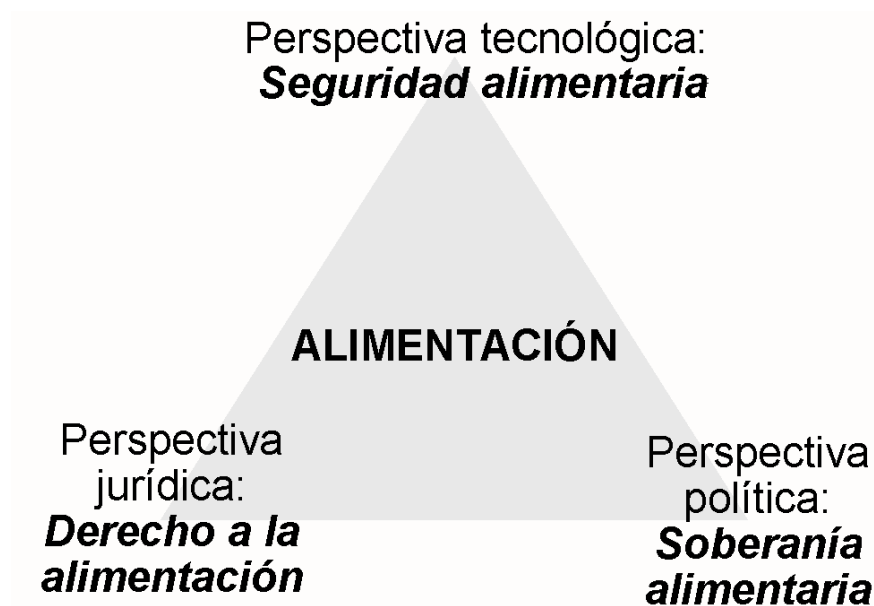 Perspectiva tecnológica:
Seguridad alimentaria
ALIMENTACIÓN
Perspectiva
jurídica:
Derecho a la
alimentación
Perspectiva
política:
Soberanía
alimentaria